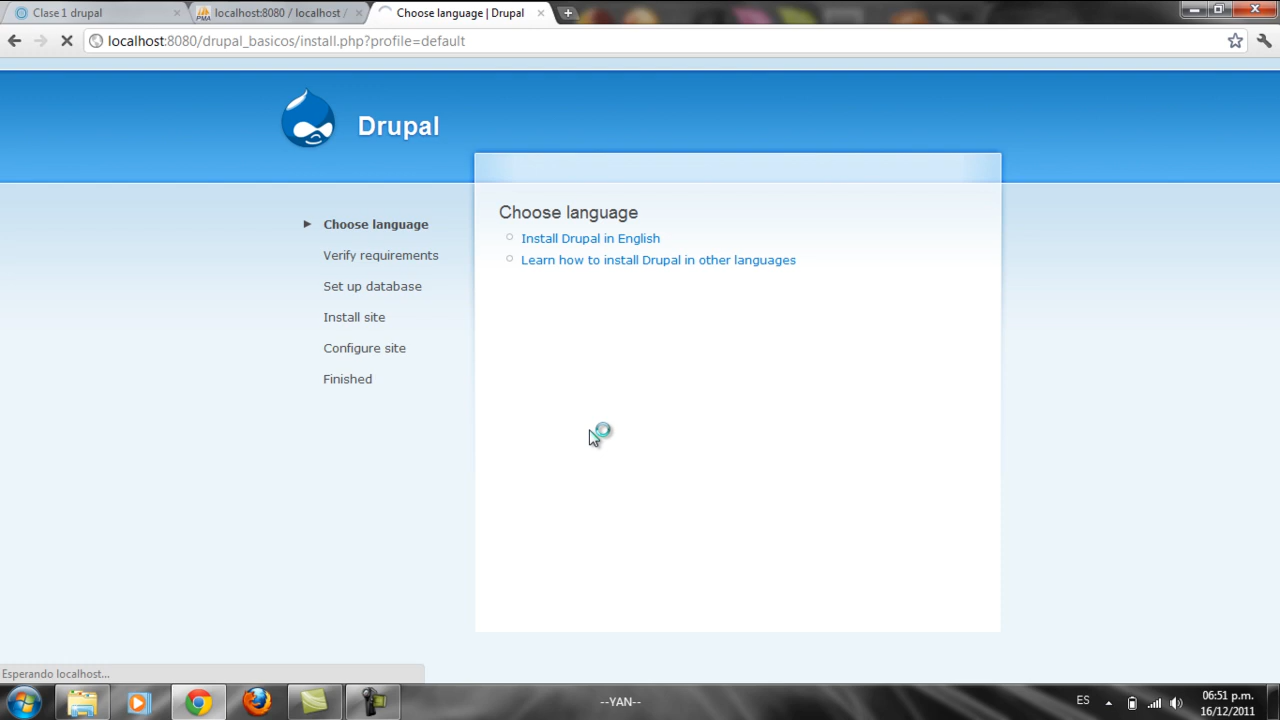 Clase 1 drupal
localhost:8080 / localhost /
Choose language | Drupal
localhost:8080/drupal_basicos/install.php?profile=default
Drupal
Choose language
Verify requirements
Set up database
Install site
Configure site
Finished
Choose language
Install Drupal in English
Learn how to install Drupal in other languages
Esperando localhost...
--YAN--
ES
06:51 p.m.
16/12/2011
PMA